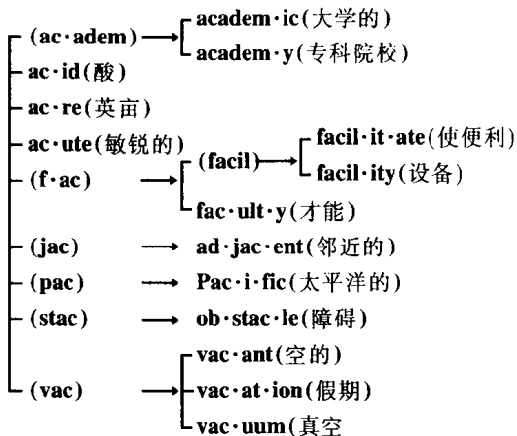 academ·ic(大学的)
(ac·adem)
academ·y(专科院校)
ac·id(酸)
ac·re(英亩)
ac·ute(敏锐的)
facil·it·ate(使便利)
(facil)
(f·ac)
facil·ity(设备)
fac·ult·y(才能)
(jac) ad·jac·ent(邻近的)
(pac) Pac·i·fic(太平洋的)
(stac) ob·stac·le(障碍)
vac·ant(空的)
(vac) vac·at·ion(假期)
vac·uum(真空